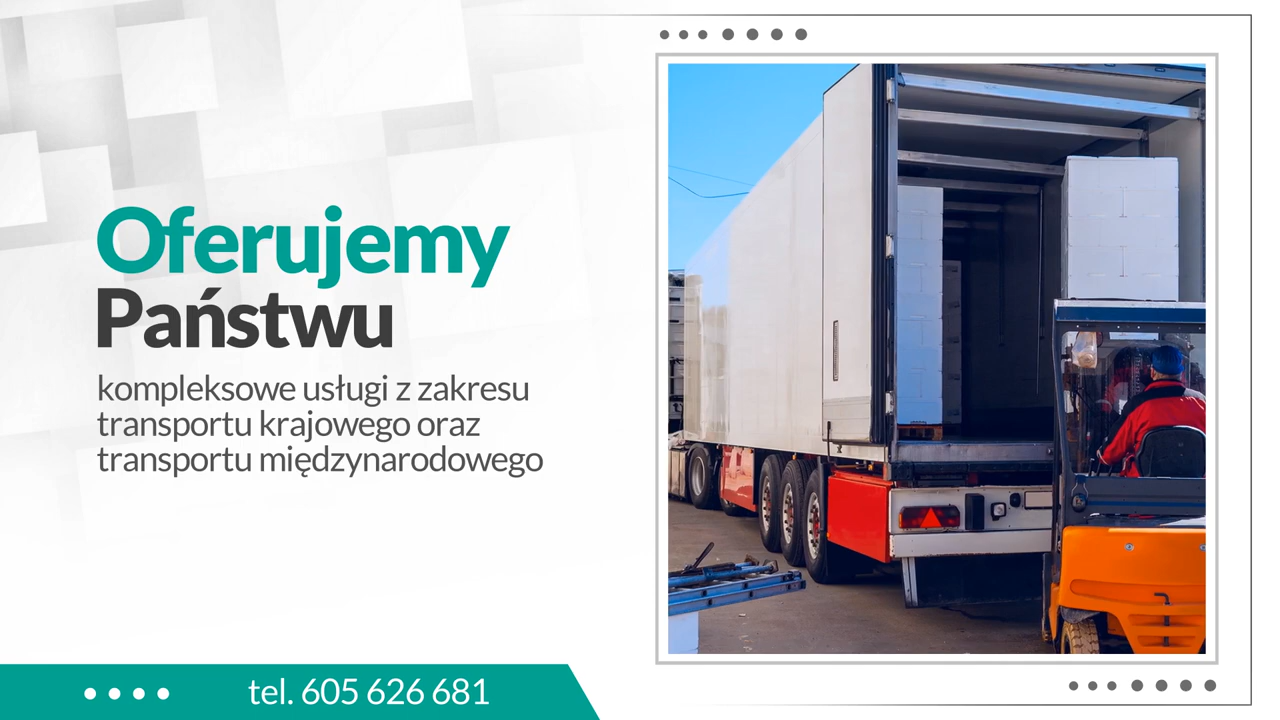 Oferujemy
Państwu
kompleksowe usługi z zakresu
transportu krajowego oraz
transportu międzynarodowego
tel. 605 626 681